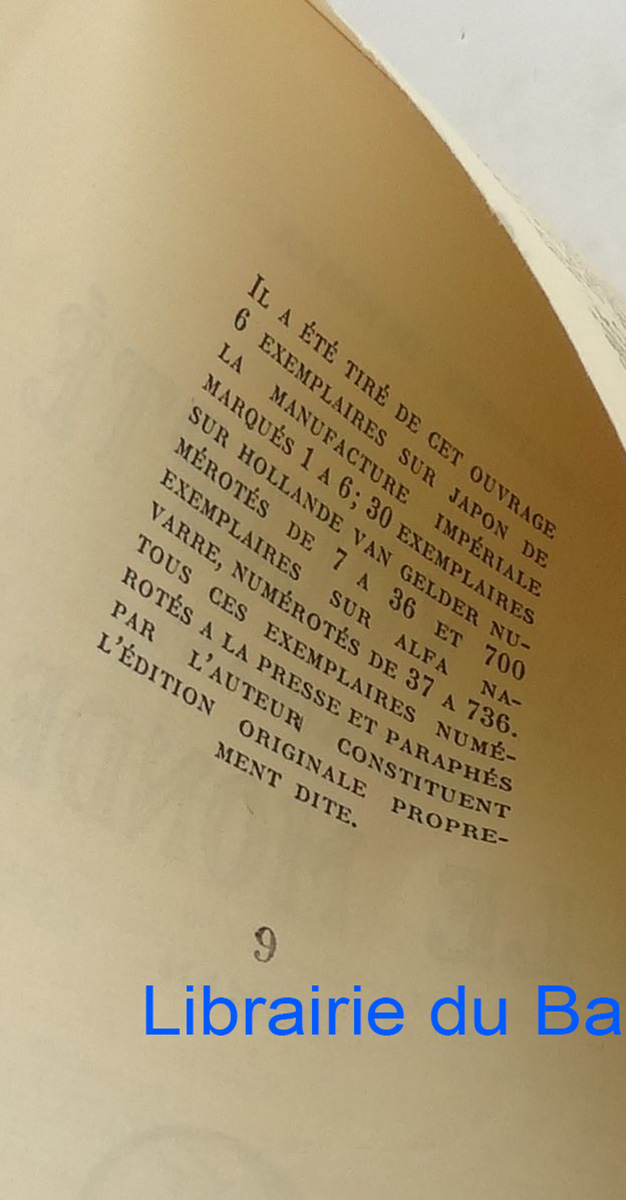 IL A ÉTÉ TIRÉ DE CET OUVRAGE
6 EXEMPLAIRES SUR JAPON DE
LA MANUFACTURE IMPÉRIALE
MARQUÉS 1 A 6; 30 EXEMPLAIRES
SUR HOLLANDE VAN GELDER NU-
MÉROTÉS DE 7 A 36 ET 700
EXEMPLAIRES SUR ALFA NA-
VARRE, NUMÉROTÉS DE 37 A 736.
TOUS CES EXEMPLAIRES NUMÉ-
ROTÉS A LA PRESSE ET PARAPHÉS
PAR L'AUTEUR CONSTITUENT
L'ÉDITION ORIGINALE PROPRE-
MENT DITE.
9
Librairie du Ba